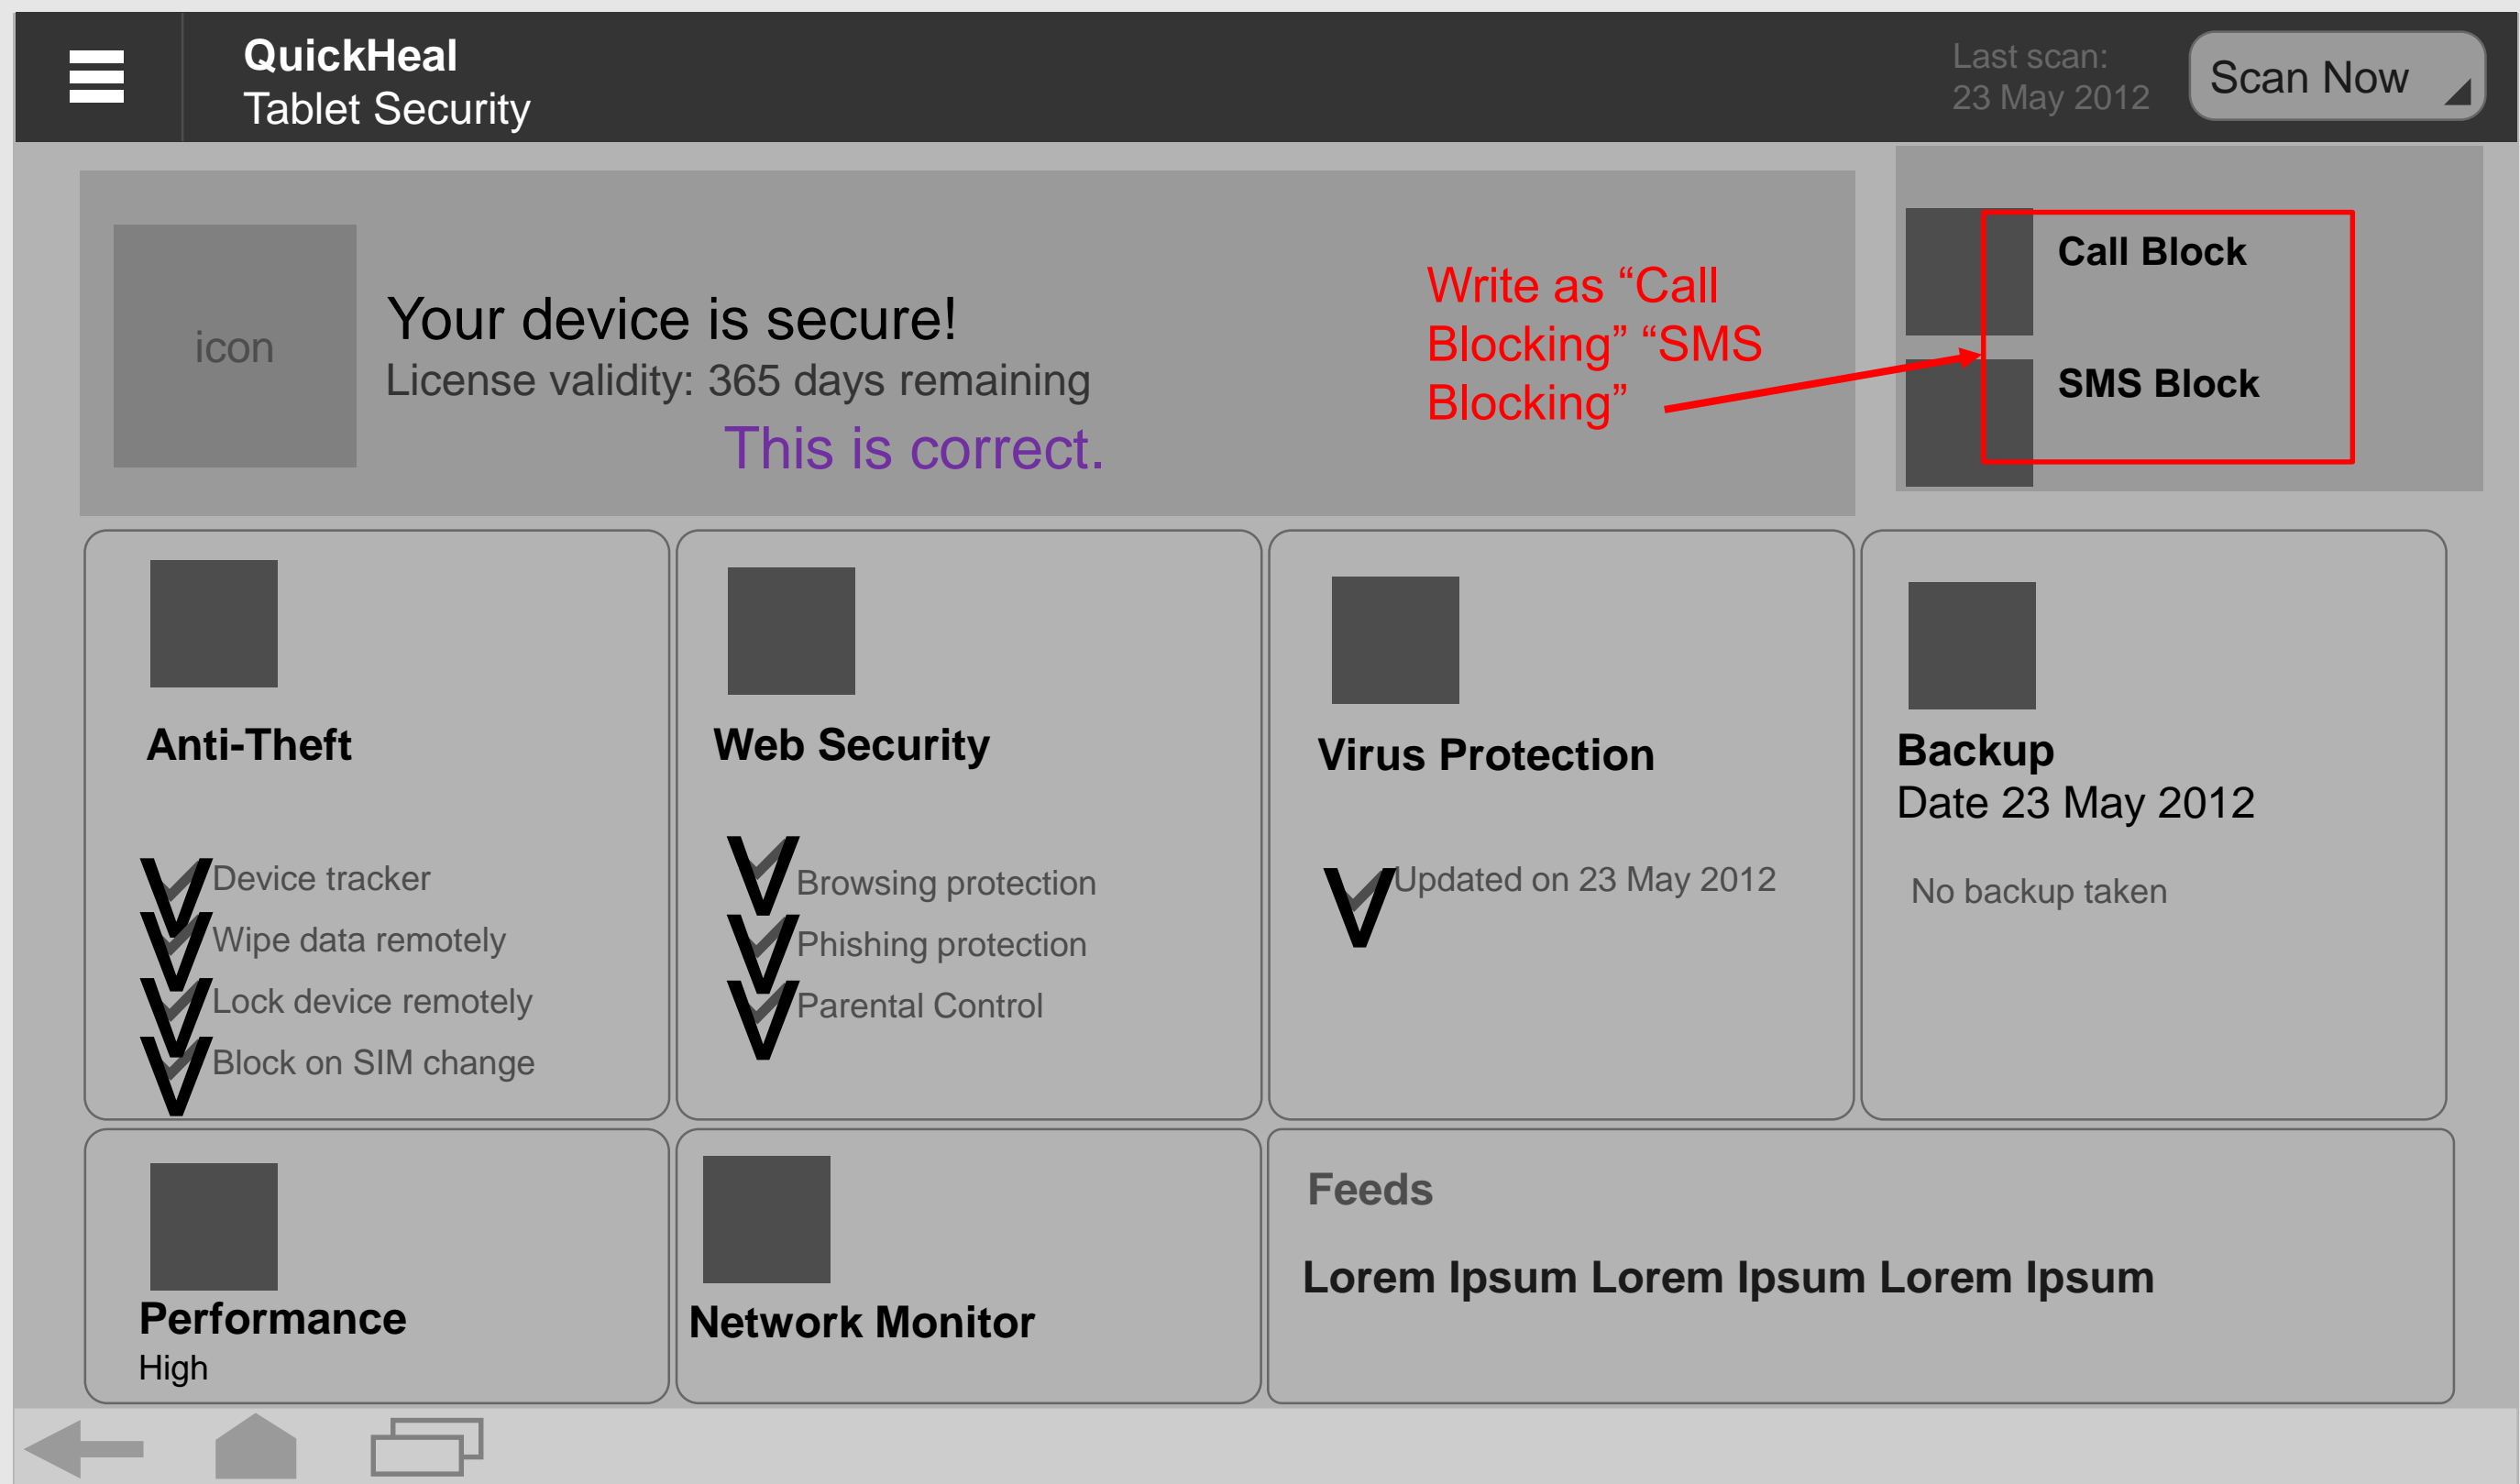 QuickHeal
Tablet Security
Last scan:
23 May 2012
Scan Now
icon
Your device is secure!
License validity: 365 days remaining
This is correct.
Write as “Call
Blocking” “SMS
Blocking”
Call Block
SMS Block
Anti-Theft
Device tracker
Wipe data remotely
Lock device remotely
Block on SIM change
Web Security
Browsing protection
Phishing protection
Parental Control
Virus Protection
Updated on 23 May 2012
Backup
Date 23 May 2012
No backup taken
Performance
High
Network Monitor
Feeds
Lorem Ipsum Lorem Ipsum Lorem Ipsum